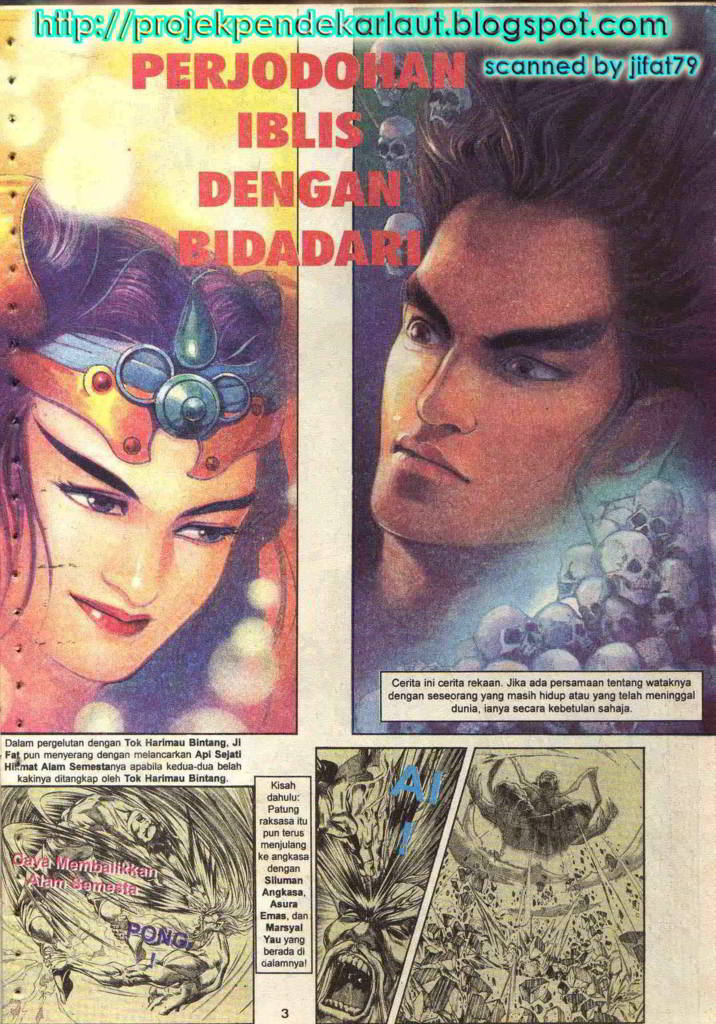 http://projekpendekarlaut.blogspot.com
scanned by jifat79
PERJODOHAN
IBLIS
DENGAN
BIDADARI
Cerita ini cerita rekaan. Jika ada persamaan tentang wataknya
dengan seseorang yang masih hidup atau yang telah meninggal
dunia, ianya secara kebetulan sahaja.
Dalam pergelutan dengan Tok Harimau Bintang, Ji
Fat pun menyerang dengan melancarkan Api Sejati
Hikmat Alam Semestanya apabila kedua-dua belah
kakinya ditangkap oleh Tok Harimau Bintang.
Gaya Membalikkan
Alam Semesta
PONG
!
Kisah
dahulu:
Patung
raksasa itu
pun terus
menjulang
ke angkasa
dengan
Siluman
Angkasa,
Asura
Emas, dan
Marsyal
Yau yang
berada di
dalamnya!
AI
!
3